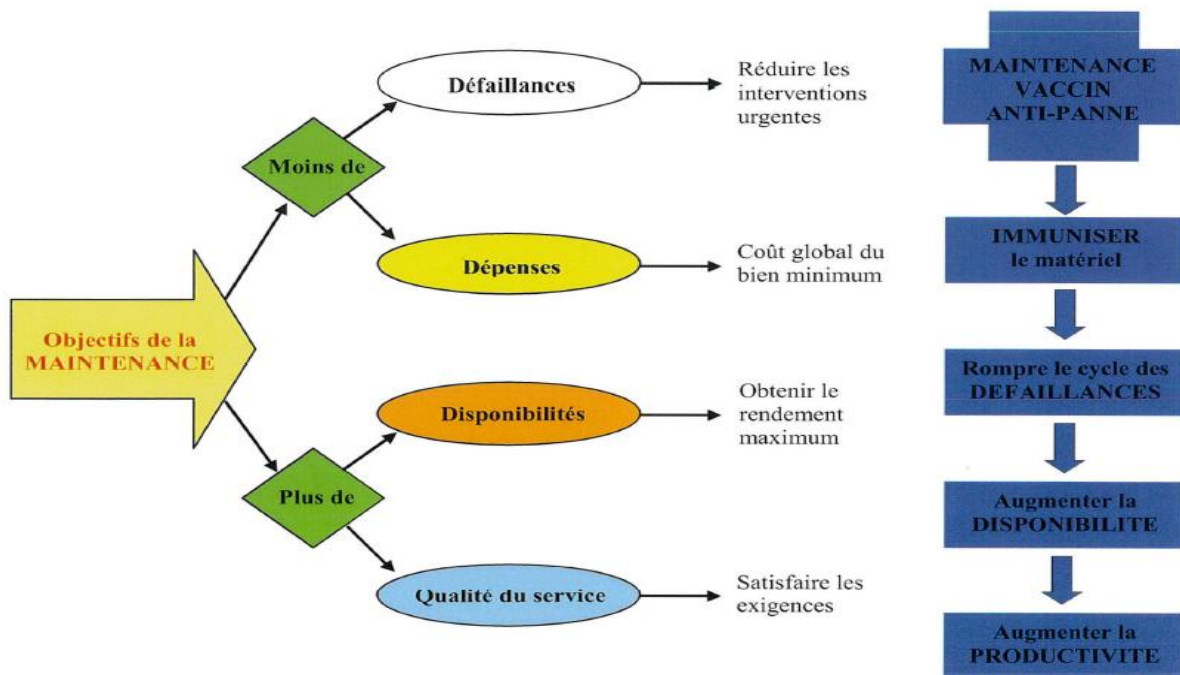 Objectifs de la
MAINTENANCE
Moins de
Défaillances
Réduire les
interventions
urgentes
Dépenses
Coût global du
bien minimum
Plus de
Disponibilités
Obtenir le
rendement
maximum
Qualité du service
Satisfaire les
exigences
MAINTENANCE
VACCIN
ANTI-PANNE
IMMUNISER
le matériel
Rompre le cycle des
DEFAILLANCES
Augmenter la
DISPONIBILITE
Augmenter la
PRODUCTIVITE